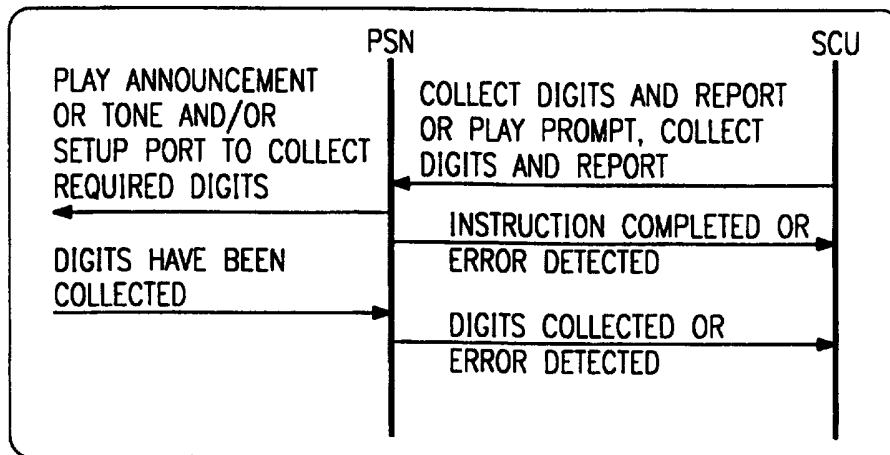 PSN
SCU
PLAY ANNOUNCEMENT
OR TONE AND/OR
SETUP PORT TO COLLECT
REQUIRED DIGITS
COLLECT DIGITS AND REPORT
OR PLAY PROMPT, COLLECT
DIGITS AND REPORT
INSTRUCTION COMPLETED OR
ERROR DETECTED
DIGITS HAVE BEEN
COLLECTED
DIGITS COLLECTED OR
ERROR DETECTED